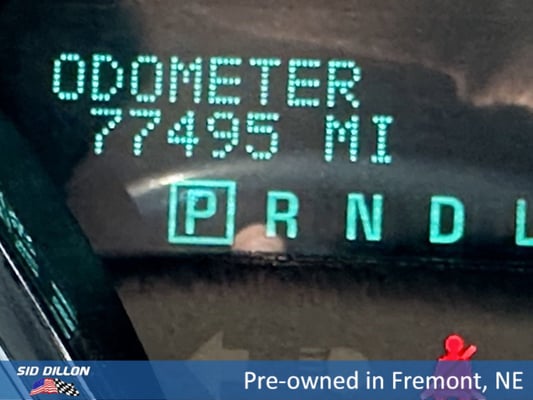 ODOMETER
77495 MI
P R N D L
SID DILLON
Pre-owned in Fremont, NE